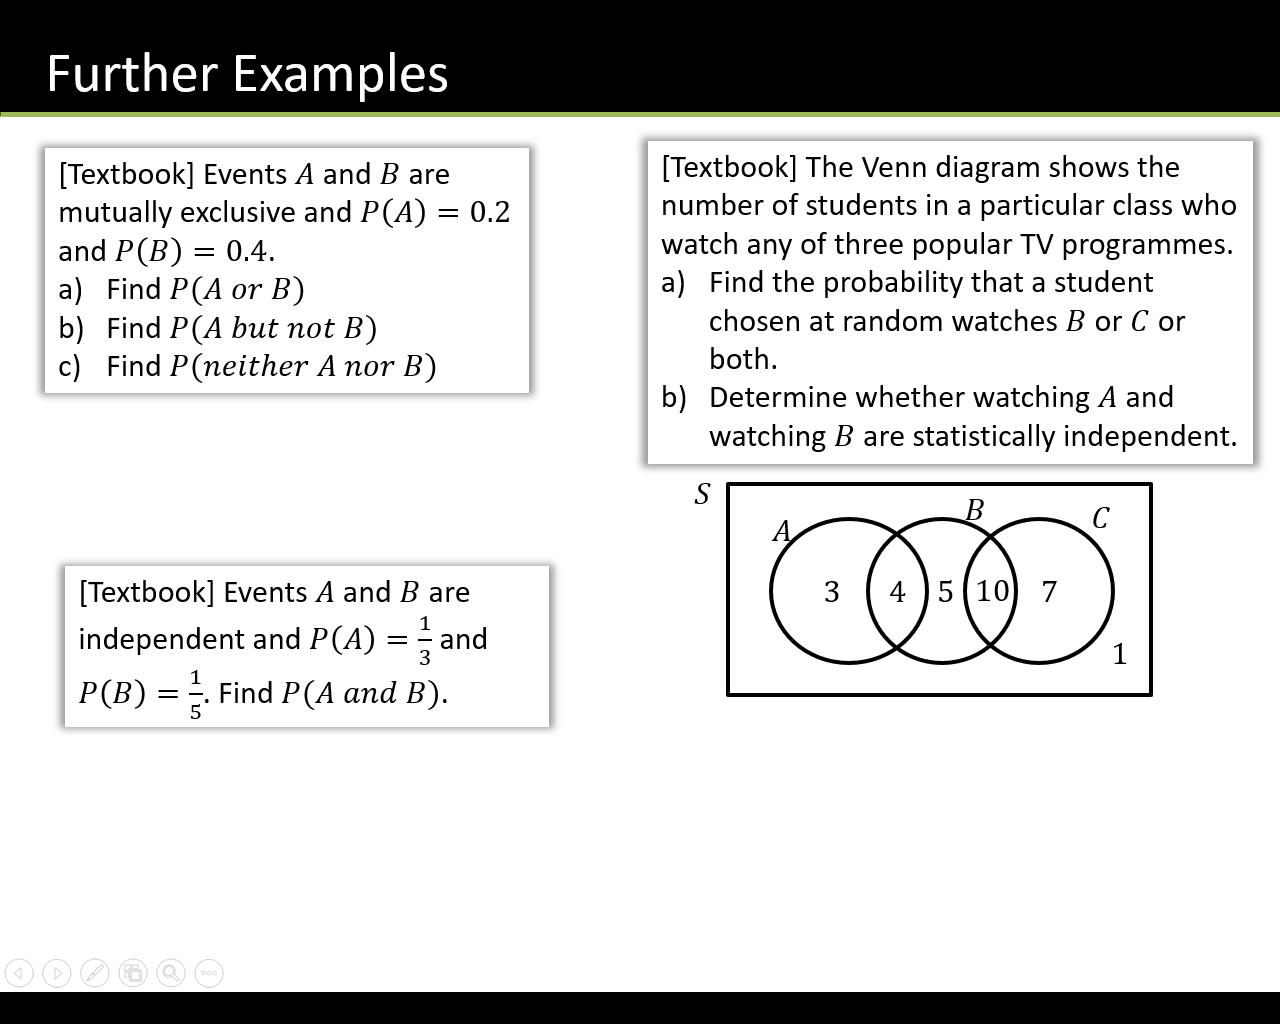 Further Examples
[Textbook] Events A and B are
mutually exclusive and P(A) = 0.2
and P(B) = 0.4.
a) Find P(A or B)
b) Find P(A but not B)
c) Find P(neither A nor B)
[Textbook] Events A and B are
independent and P(A) = 1/3 and
P(B) = 1/5. Find P(A and B).
[Textbook] The Venn diagram shows the
number of students in a particular class who
watch any of three popular TV programmes.
a) Find the probability that a student
chosen at random watches B or C or
both.
b) Determine whether watching A and
watching B are statistically independent.
S
A
B
C
3 4 5 10 7
1